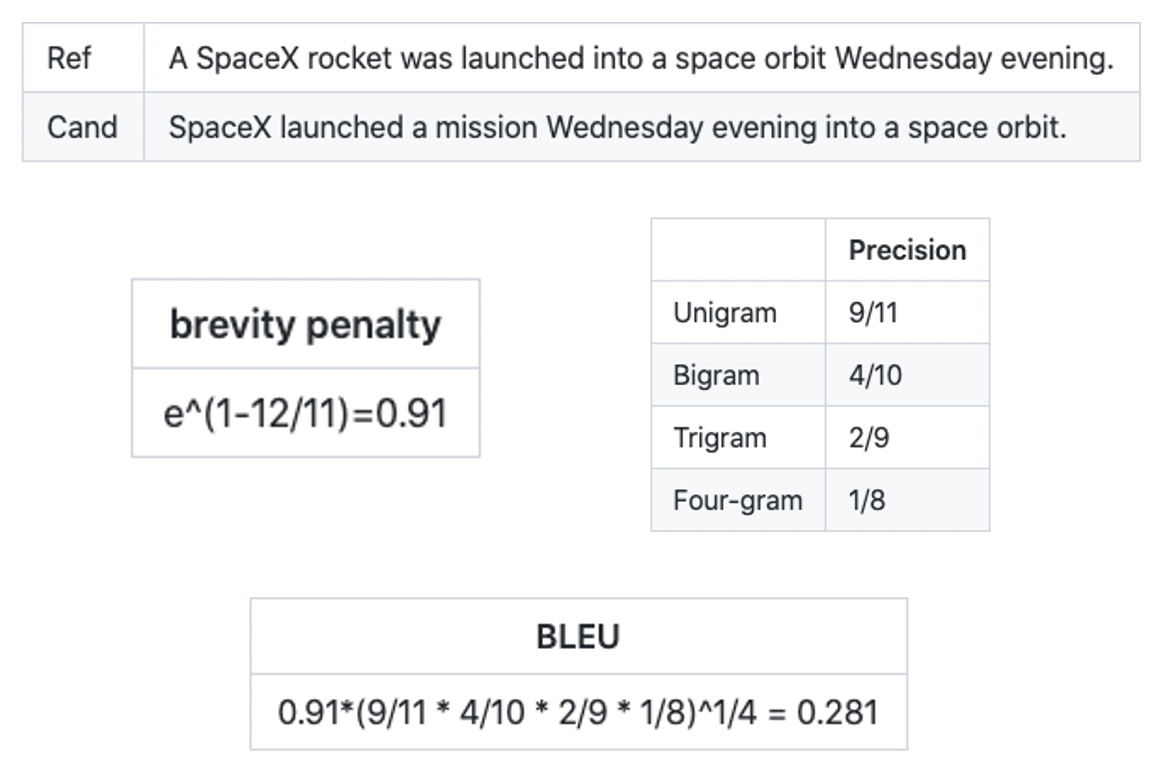 Ref A SpaceX rocket was launched into a space orbit Wednesday evening.
Cand SpaceX launched a mission Wednesday evening into a space orbit.
Precision
Unigram 9/11
Bigram 4/10
Trigram 2/9
Four-gram 1/8
brevity penalty
e^(1-12/11)=0.91
BLEU
0.91*(9/11 * 4/10 * 2/9 * 1/8)^1/4 = 0.281